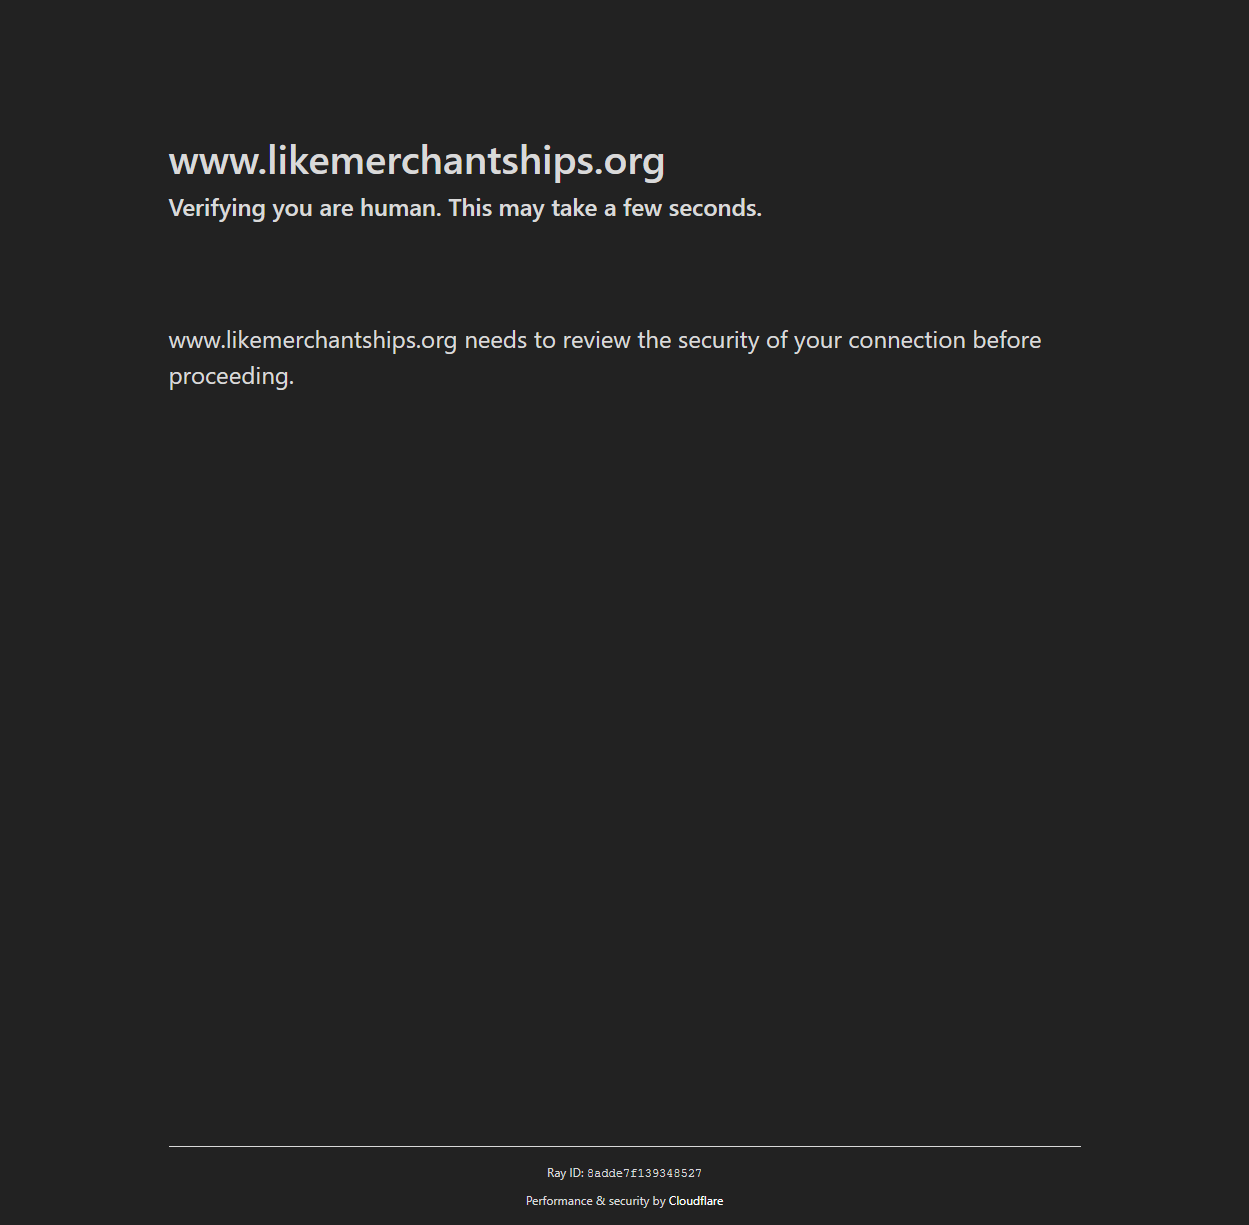 www.likemerchantships.org
Verifying you are human. This may take a few seconds.
www.likemerchantships.org needs to review the security of your connection before
proceeding.
Ray ID: 8adde7f139348527
Performance & security by Cloudflare